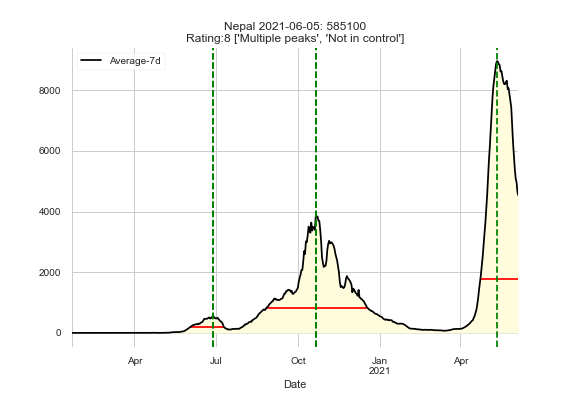 Nepal 2021-06-05: 585100
Rating:8 ['Multiple peaks', 'Not in control']
Average-7d
8000
6000
4000
2000
0
Apr
Jul
Oct
Jan
2021
Apr
Date